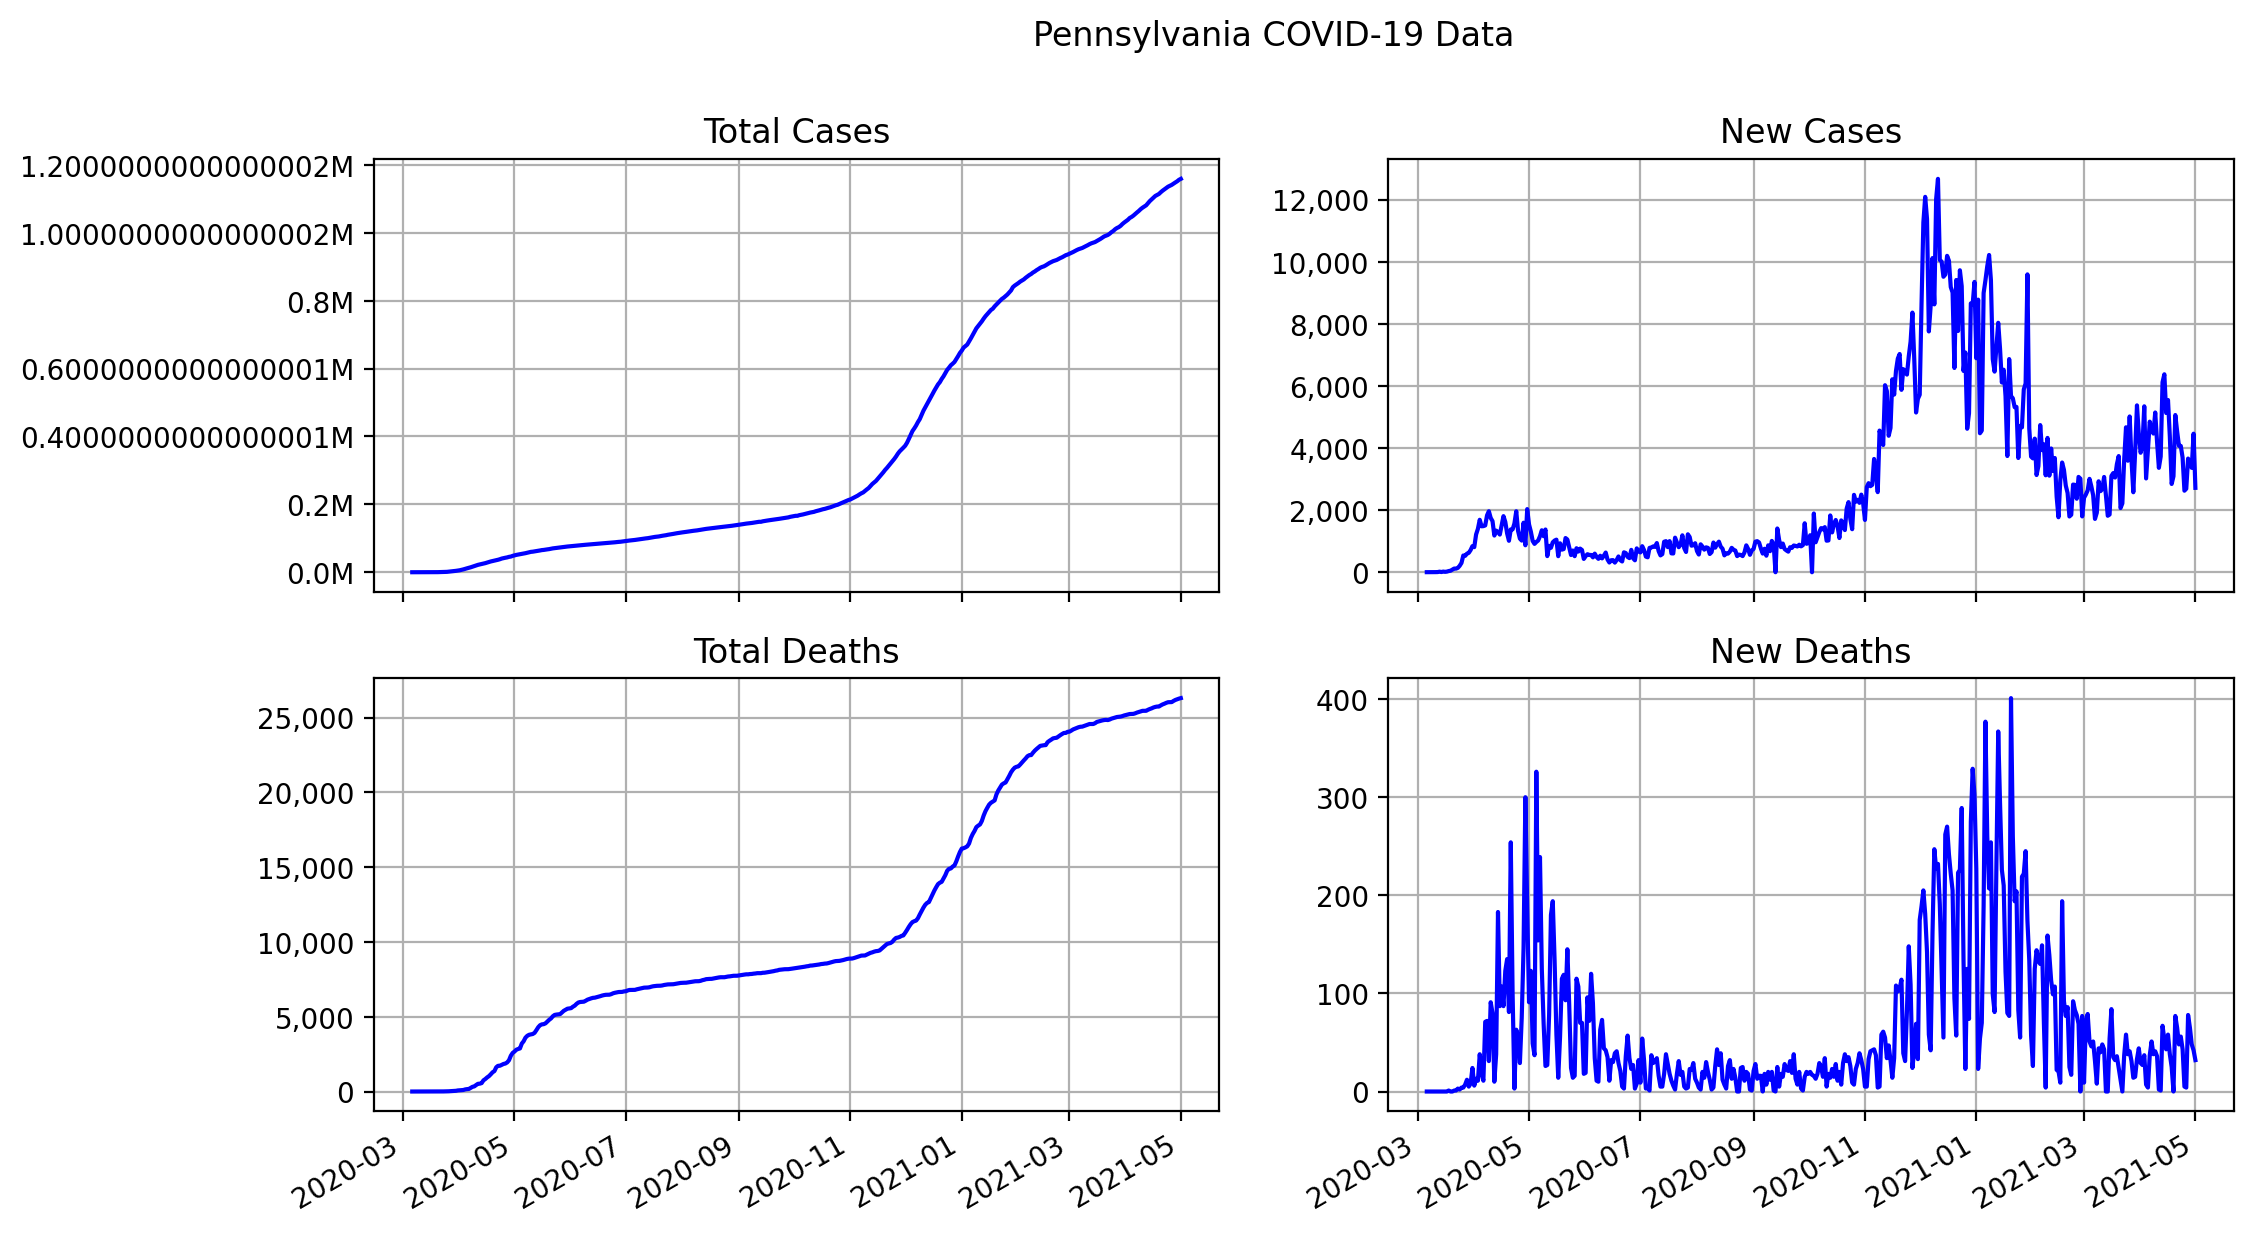 Pennsylvania COVID-19 Data
Total Cases
1.2000000000000002M
1.0000000000000002M
0.8M
0.6000000000000001M
0.4000000000000001M
0.2M
0.0M
New Cases
12,000
10,000
8,000
6,000
4,000
2,000
0
Total Deaths
25,000
20,000
15,000
10,000
5,000
0
2020-03
2020-05
2020-07
2020-09
2020-11
2021-01
2021-03
2021-05
New Deaths
400
300
200
100
0
2020-03
2020-05
2020-07
2020-09
2020-11
2021-01
2021-03
2021-05